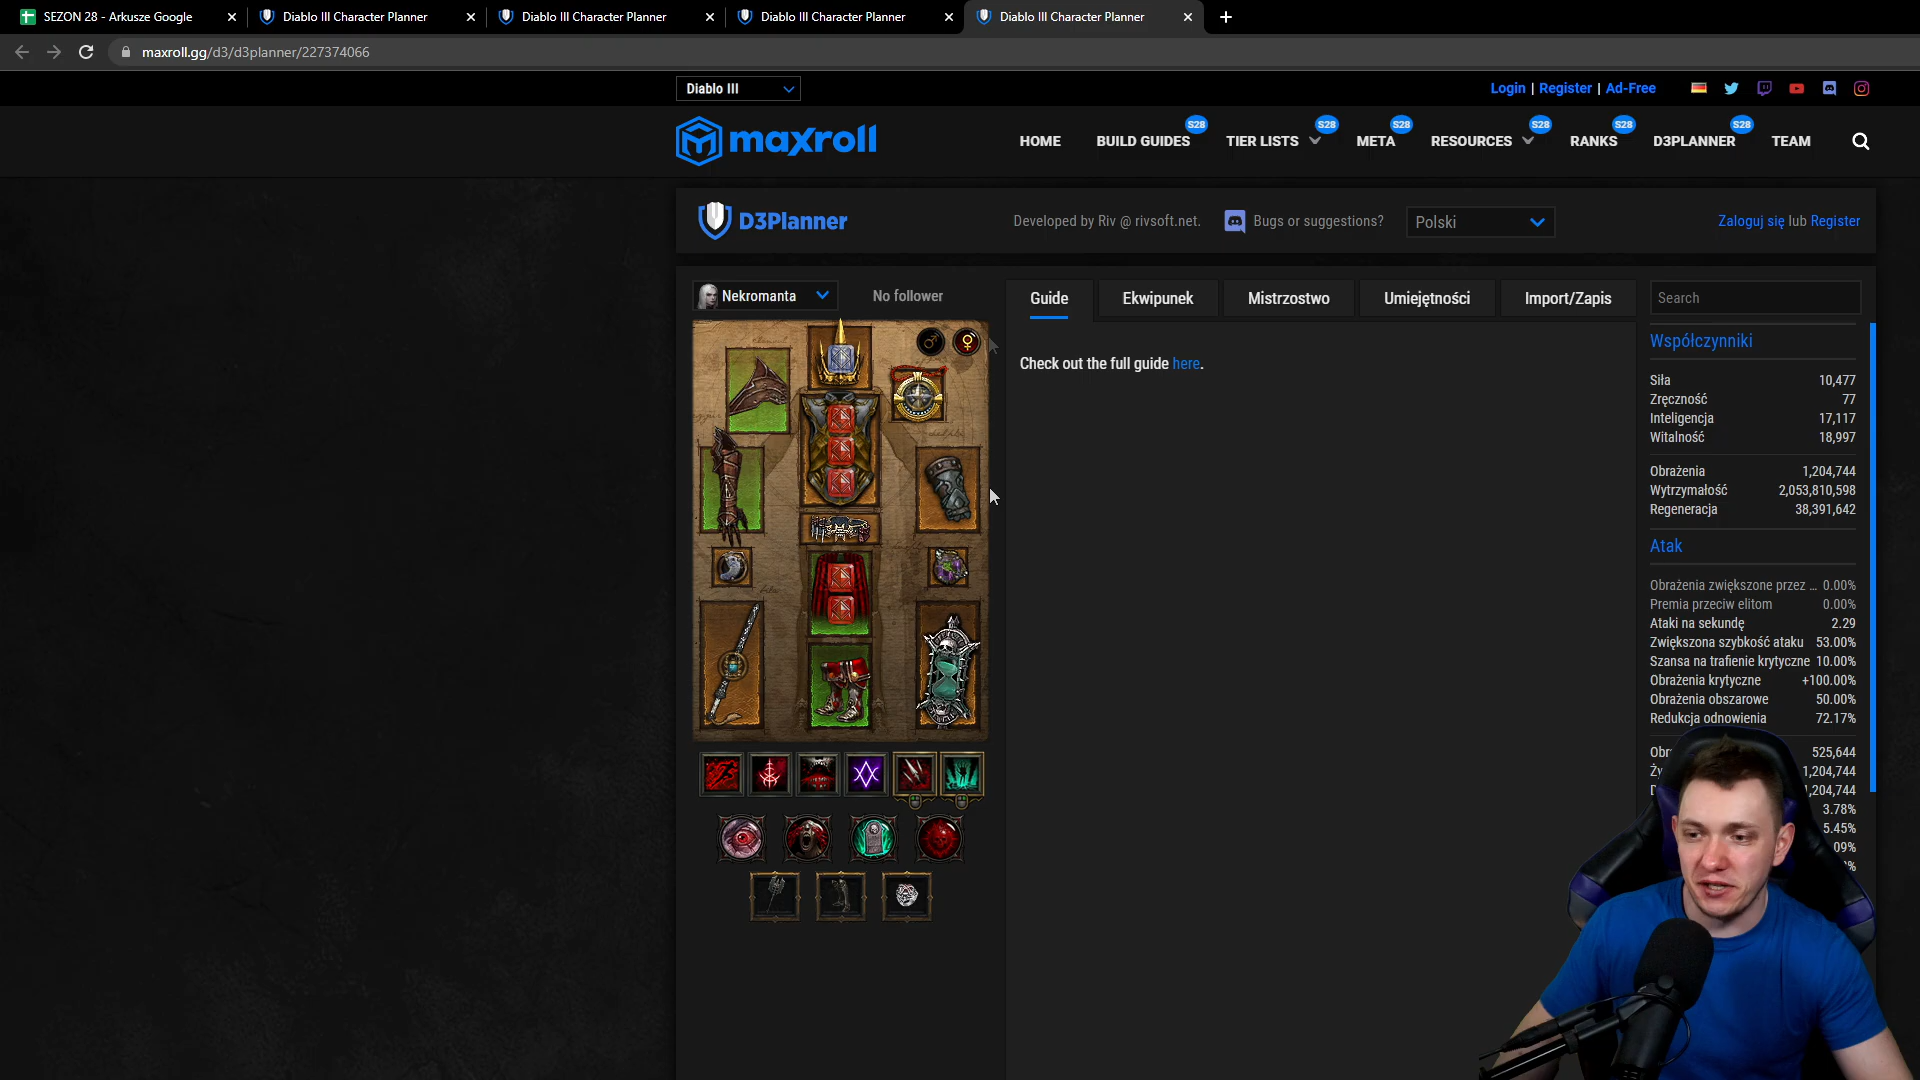 SEZON 28 - Arkusze Google
Diablo III Character Planner
Diablo III Character Planner
Diablo III Character Planner
Diablo III Character Planner
maxroll.gg/d3/d3planner/227374066
Diablo III
Login | Register | Ad-Free
maxroll
HOME
BUILD GUIDES S28
TIER LISTS S28
META S28
RESOURCES S28
RANKS S28
D3PLANNER S28
TEAM
D3Planner
Developed by Riv @ rivsoft.net.
Bugs or suggestions?
Polski
Zaloguj się lub Register
Nekromanta
No follower
Guide
Ekwipunek
Mistrzostwo
Umiejętności
Import/Zapis
Search
Check out the full guide here.
Współczynniki
Siła 10,477
Zręczność 77
Inteligencja 17,117
Witalność 18,997
Obrażenia 1,204,744
Wytrzymałość 2,053,810,598
Regeneracja 38,391,642
Atak
Obrażenia zwiększone przez ... 0.00%
Premia przeciw elitom 0.00%
Ataki na sekundę 2.29
Zwiększona szybkość ataku 53.00%
Szansa na trafienie krytyczne 10.00%
Obrażenia krytyczne +100.00%
Obrażenia obszarowe 50.00%
Redukcja odnowienia 72.17%
525,644
1,204,744
,204,744
3.78%
5.45%
09%